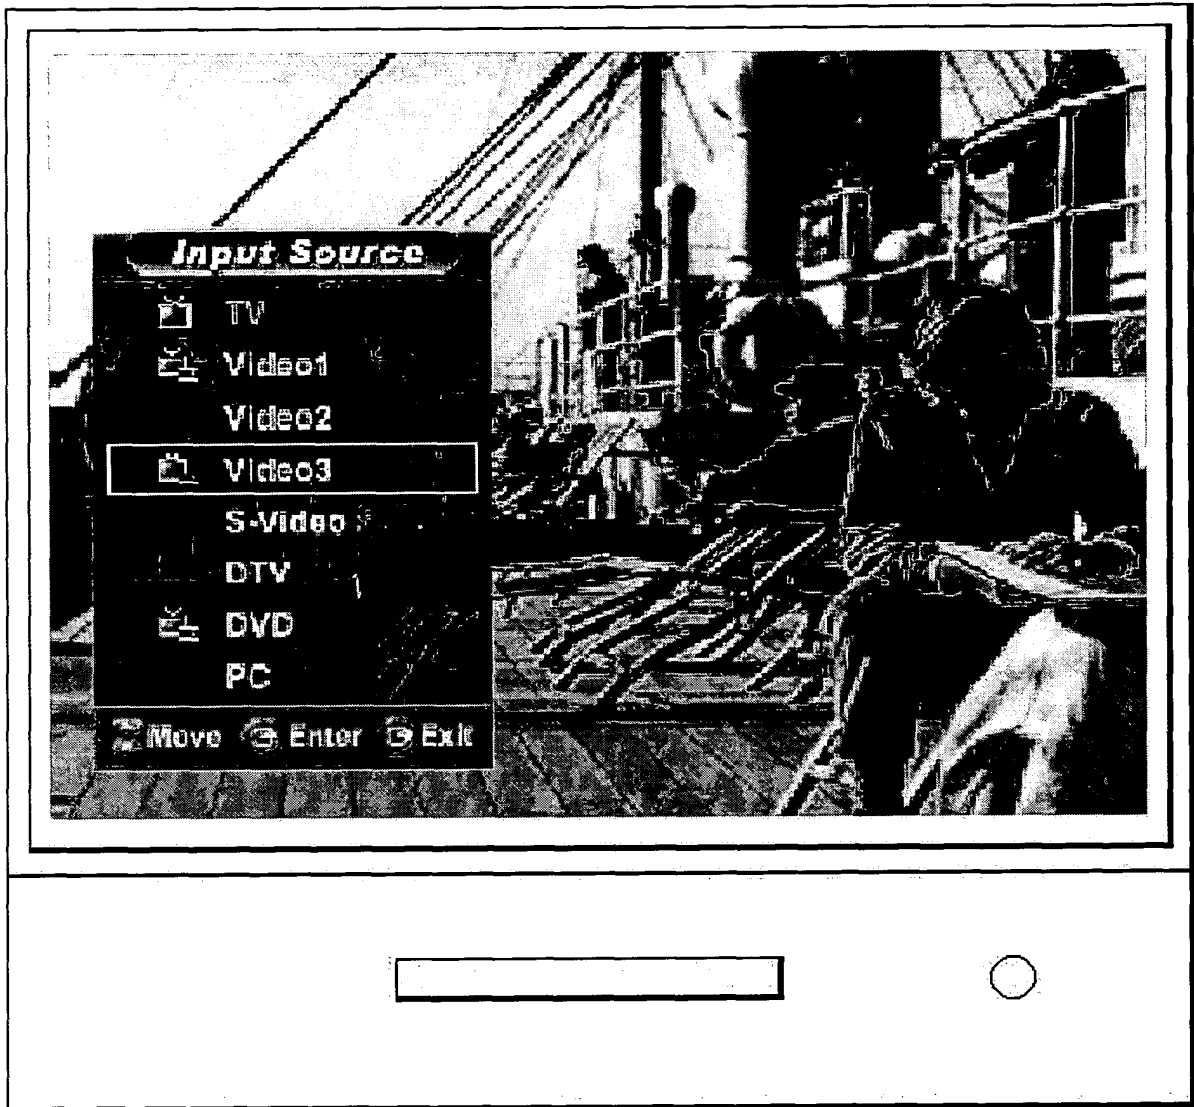 Input Source
TV
Video1
Video2
Video3
S-Video
DTV
DVD
PC
Move Enter Exit